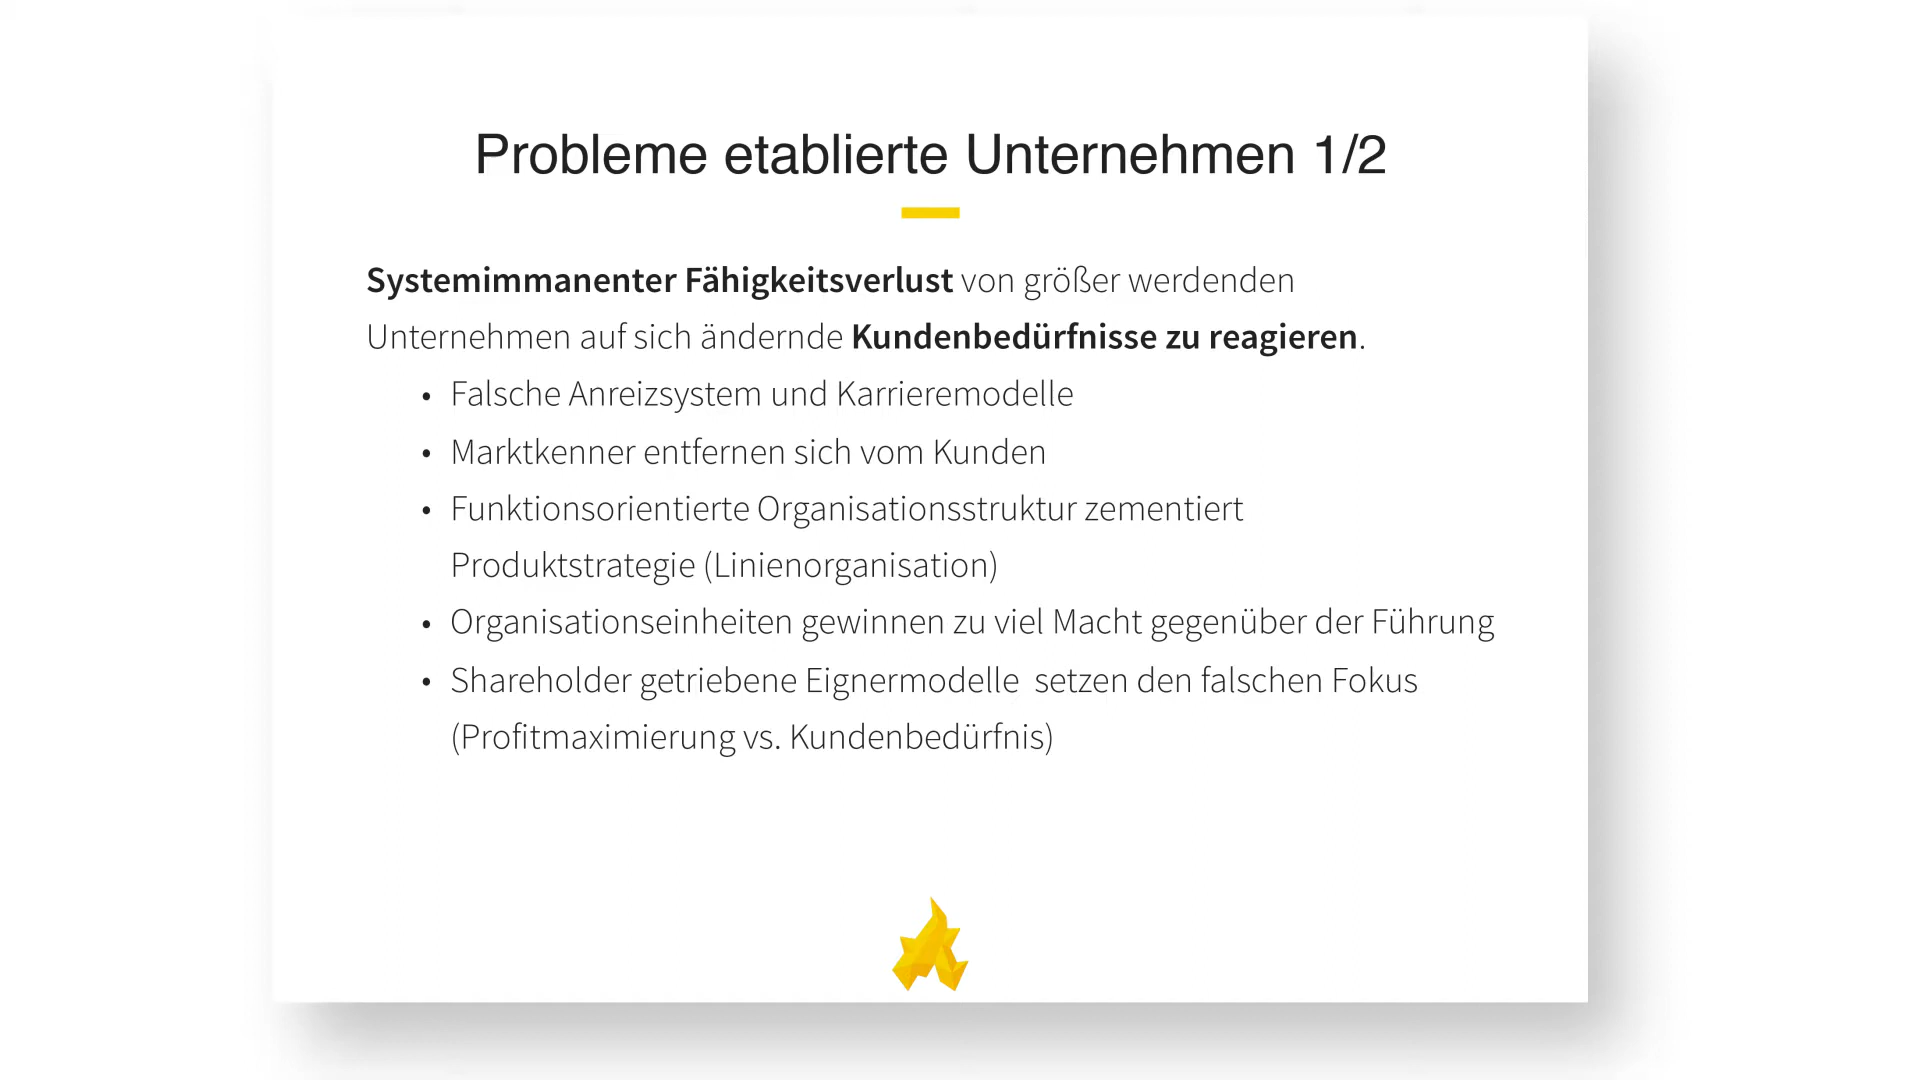 Probleme etablierte Unternehmen 1/2
Systemimmanenter Fähigkeitsverlust von größer werdenden
Unternehmen auf sich ändernde Kundenbedürfnisse zu reagieren.
• Falsche Anreizsystem und Karrieremodelle
• Marktkenner entfernen sich vom Kunden
• Funktionsorientierte Organisationsstruktur zementiert
Produktstrategie (Linienorganisation)
• Organisationseinheiten gewinnen zu viel Macht gegenüber der Führung
• Shareholder getriebene Eignermodelle setzen den falschen Fokus
(Profitmaximierung vs. Kundenbedürfnis)